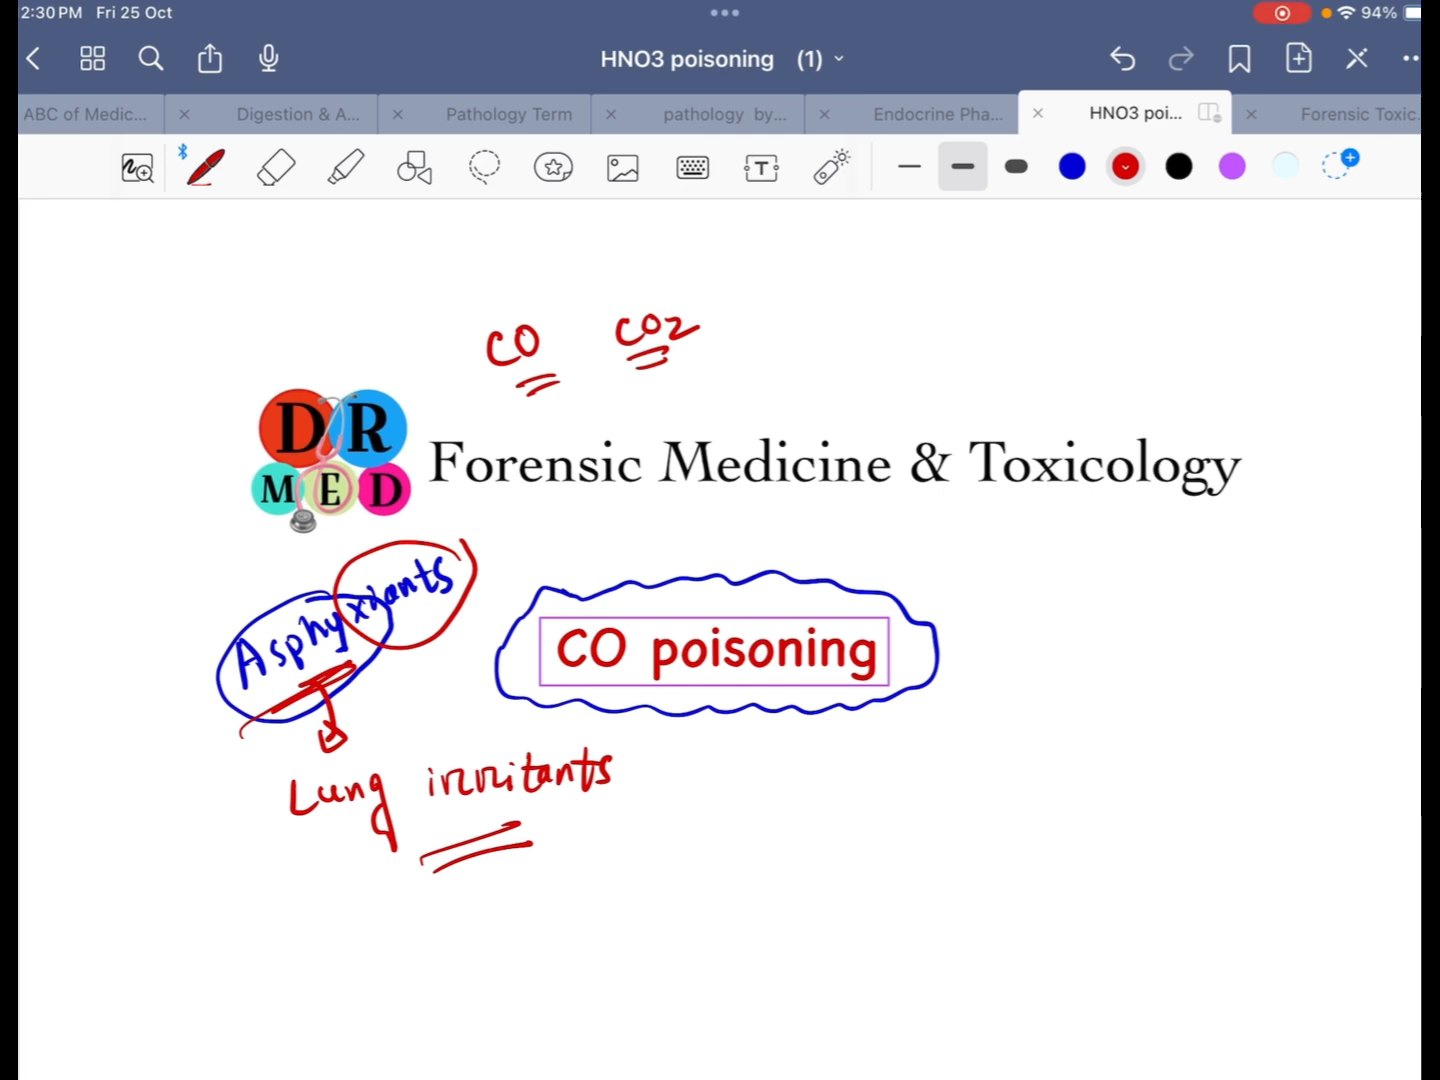 2:30 PM Fri 25 Oct
94%
HNO3 poisoning (1)
ABC of Medic...
Digestion & A...
Pathology Term
pathology by...
Endocrine Pha...
HNO3 poi...
Forensic Toxic.
T
CO CO2
DR
MED
Forensic Medicine & Toxicology
Asphyxiants
CO poisoning
Lung irritants